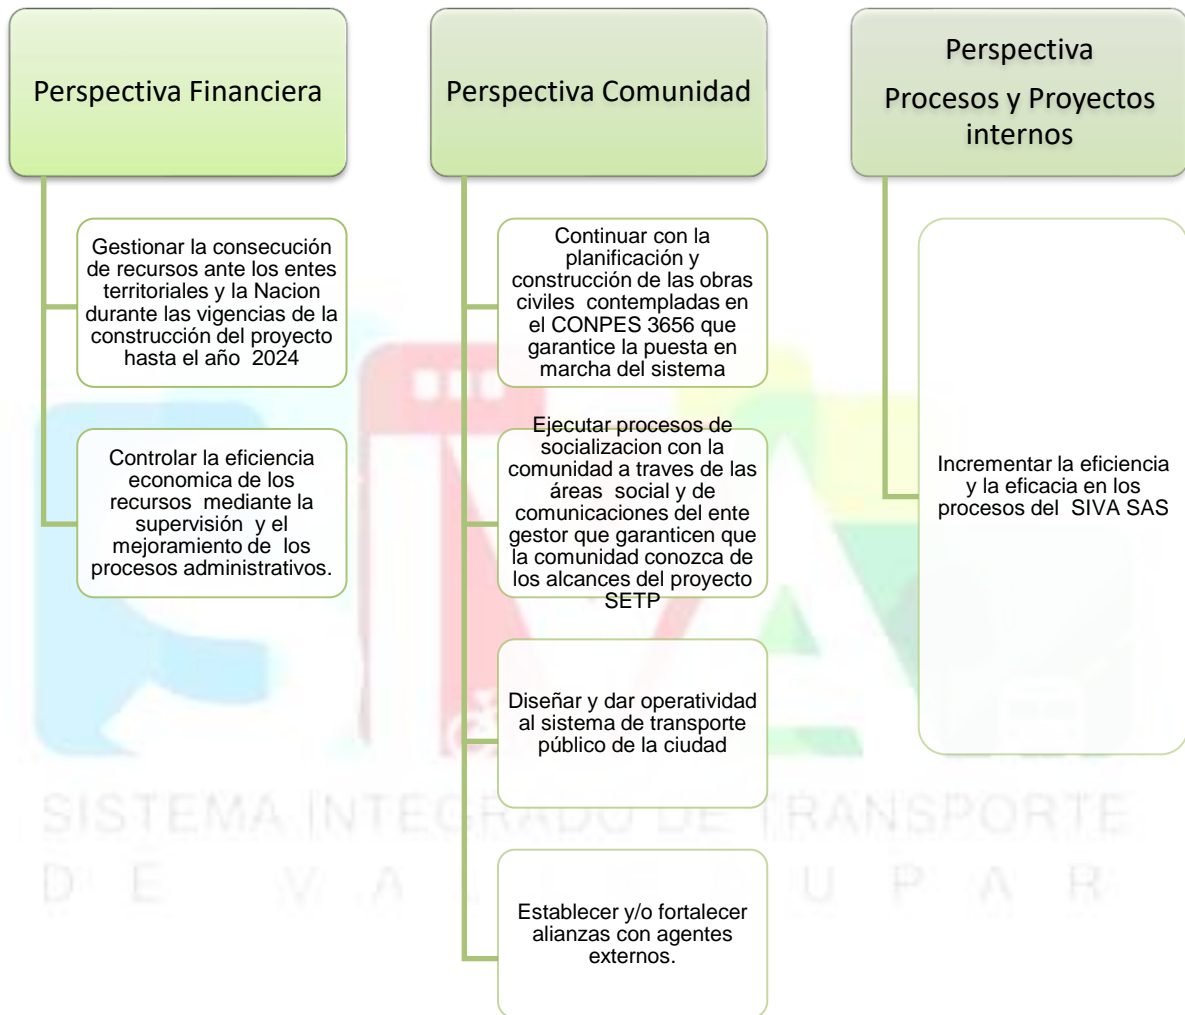 Perspectiva Financiera
Gestionar la consecución
de recursos ante los entes
territoriales y la Nacion
durante las vigencias de la
construcción del proyecto
hasta el año 2024
Controlar la eficiencia
economica de los
recursos mediante la
supervisión y el
mejoramiento de los
procesos administrativos.
Perspectiva Comunidad
Continuar con la
planificación y
construcción de las obras
civiles contempladas en
el CONPES 3656 que
garantice la puesta en
marcha del sistema
Ejecutar procesos de
socializacion con la
comunidad a traves de las
áreas social y de
comunicaciones del ente
gestor que garanticen que
la comunidad conozca de
los alcances del proyecto
SETP
Diseñar y dar operatividad
al sistema de transporte
público de la ciudad
Establecer y/o fortalecer
alianzas con agentes
externos.
Perspectiva
Procesos y Proyectos
internos
Incrementar la eficiencia
y la eficacia en los
procesos del SIVA SAS
SIVA
SISTEMA INTEGRADO DE TRANSPORTE
DE VALLEDUPAR